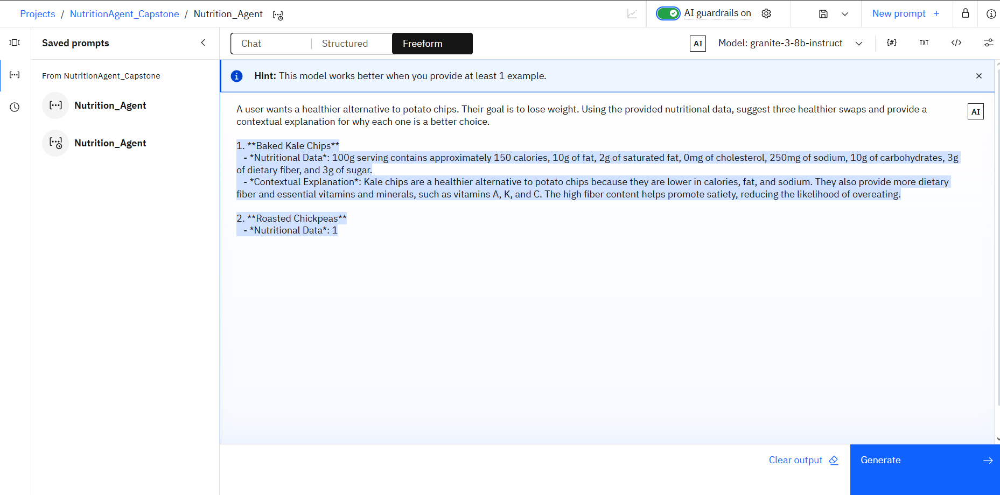 Projects / NutritionAgent_Capstone / Nutrition_Agent
AI guardrails on
New prompt +
Saved prompts
Chat
Structured
Freeform
AI
Model: granite-3-8b-instruct
{#}
TXT
</>
From NutritionAgent_Capstone
Nutrition_Agent
Nutrition_Agent
Hint: This model works better when you provide at least 1 example.
A user wants a healthier alternative to potato chips. Their goal is to lose weight. Using the provided nutritional data, suggest three healthier swaps and provide a
contextual explanation for why each one is a better choice.
AI
1. **Baked Kale Chips**
- *Nutritional Data*: 100g serving contains approximately 150 calories, 10g of fat, 2g of saturated fat, 0mg of cholesterol, 250mg of sodium, 10g of carbohydrates, 3g
of dietary fiber, and 3g of sugar.
- *Contextual Explanation*: Kale chips are a healthier alternative to potato chips because they are lower in calories, fat, and sodium. They also provide more dietary
fiber and essential vitamins and minerals, such as vitamins A, K, and C. The high fiber content helps promote satiety, reducing the likelihood of overeating.
2. **Roasted Chickpeas**
- *Nutritional Data*: 1
Clear output
Generate